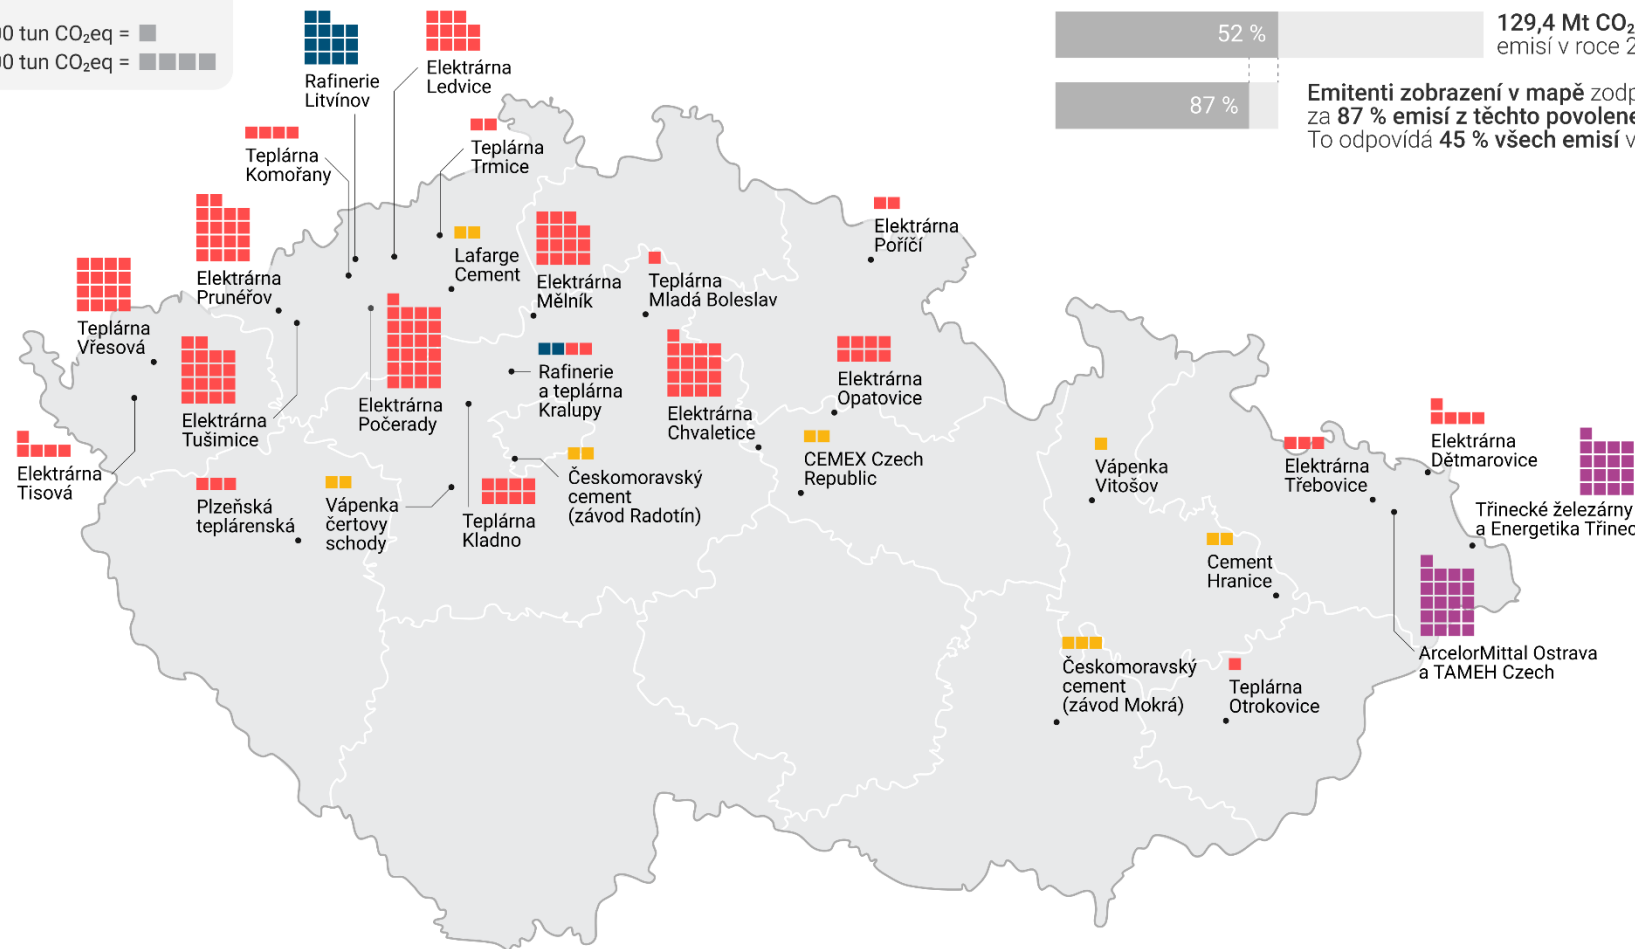 00 tun CO₂eq =
00 tun CO₂eq =
52 %
129,4 Mt CO₂
emisí v roce 2
87 %
Emitenti zobrazení v mapě zodp
za 87 % emisí z těchto povolene
To odpovídá 45 % všech emisí v
Rafinerie
Litvínov
Elektrárna
Ledvice
Teplárna
Komořany
Teplárna
Trmice
Elektrárna
Prunéřov
Lafarge
Cement
Elektrárna
Mělník
Teplárna
Mladá Boleslav
Elektrárna
Poříčí
Teplárna
Vřesová
Elektrárna
Tušimice
Elektrárna
Počerady
Rafinerie
a teplárna
Kralupy
Elektrárna
Chvaletice
Elektrárna
Opatovice
Elektrárna
Tisová
Plzeňská
teplárenská
Vápenka
čertovy
schody
Teplárna
Kladno
Českomoravský
cement
(závod Radotín)
CEMEX Czech
Republic
Vápenka
Vitošov
Elektrárna
Třebovice
Elektrárna
Dětmarovice
Třinecké železárny
a Energetika Třinec
Cement
Hranice
ArcelorMittal Ostrava
a TAMEH Czech
Českomoravský
cement
(závod Mokrá)
Teplárna
Otrokovice